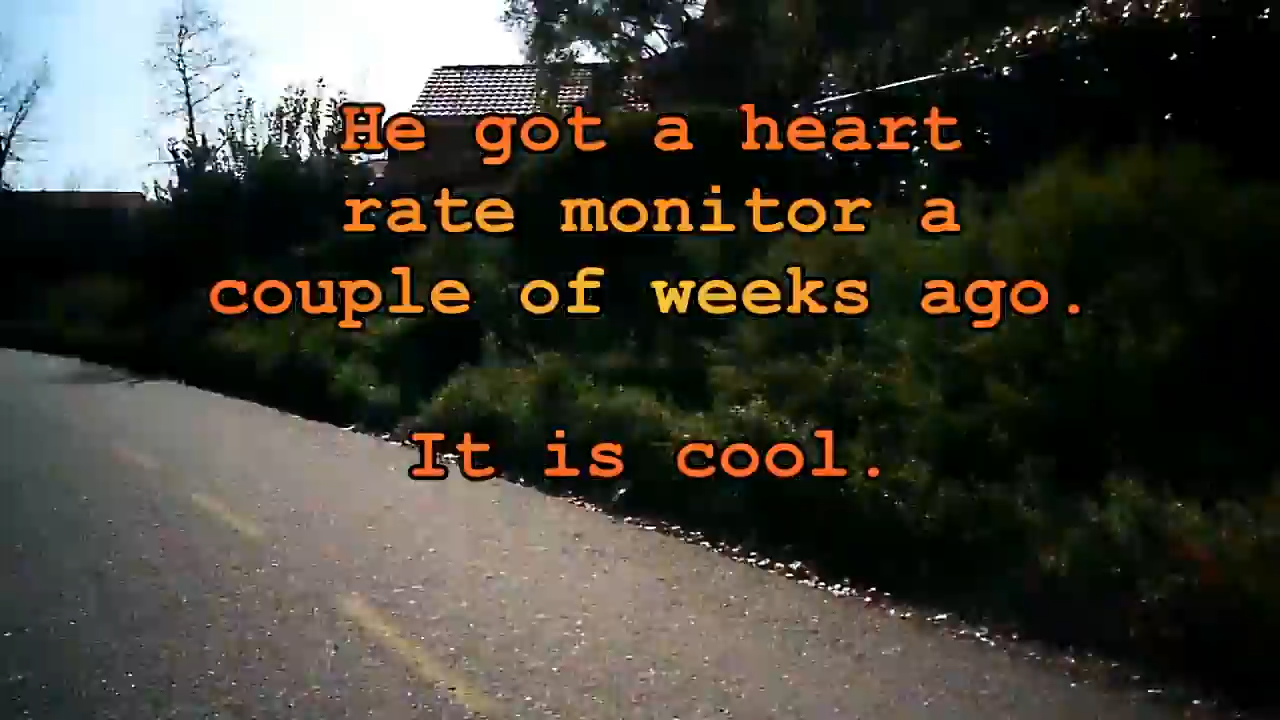 He got a heart
rate monitor a
couple of weeks ago.
It is cool.